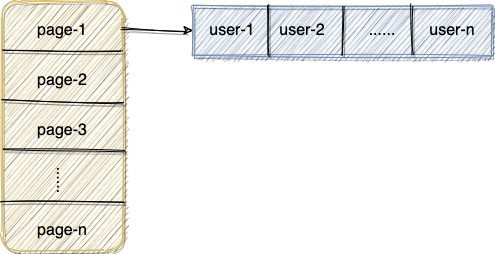 page-1
user-1
user-2
......
user-n
page-2
page-3
......
page-n